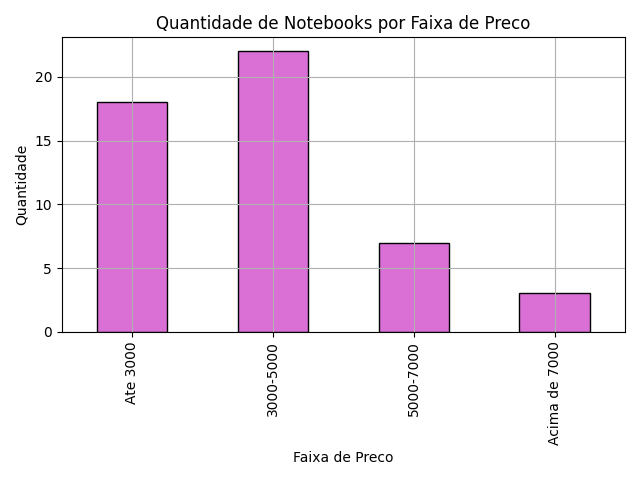 Quantidade de Notebooks por Faixa de Preco
Quantidade
20
15
10
5
0
Ate 3000
3000-5000
5000-7000
Acima de 7000
Faixa de Preco